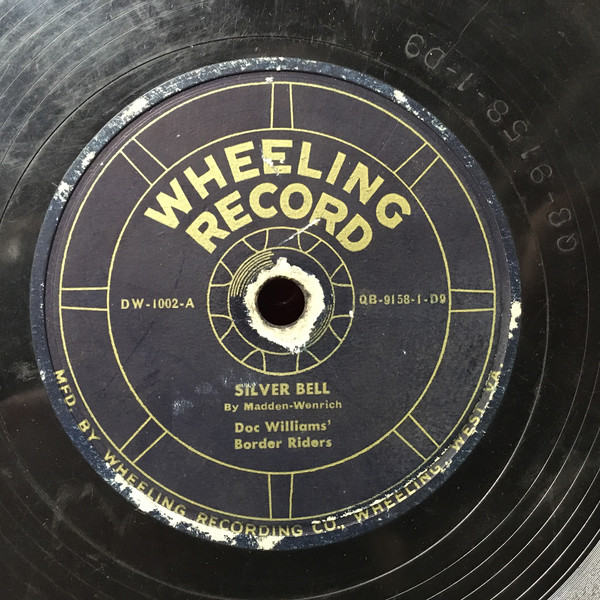 WHEELING
RECORD
DW-1002-A
QB-9158-1-D9
SILVER BELL
By Madden-Wenrich
Doc Williams'
Border Riders
MFD. BY WHEELING RECORDING CO., WHEELING, WEST VA
QB-9158-1-D9